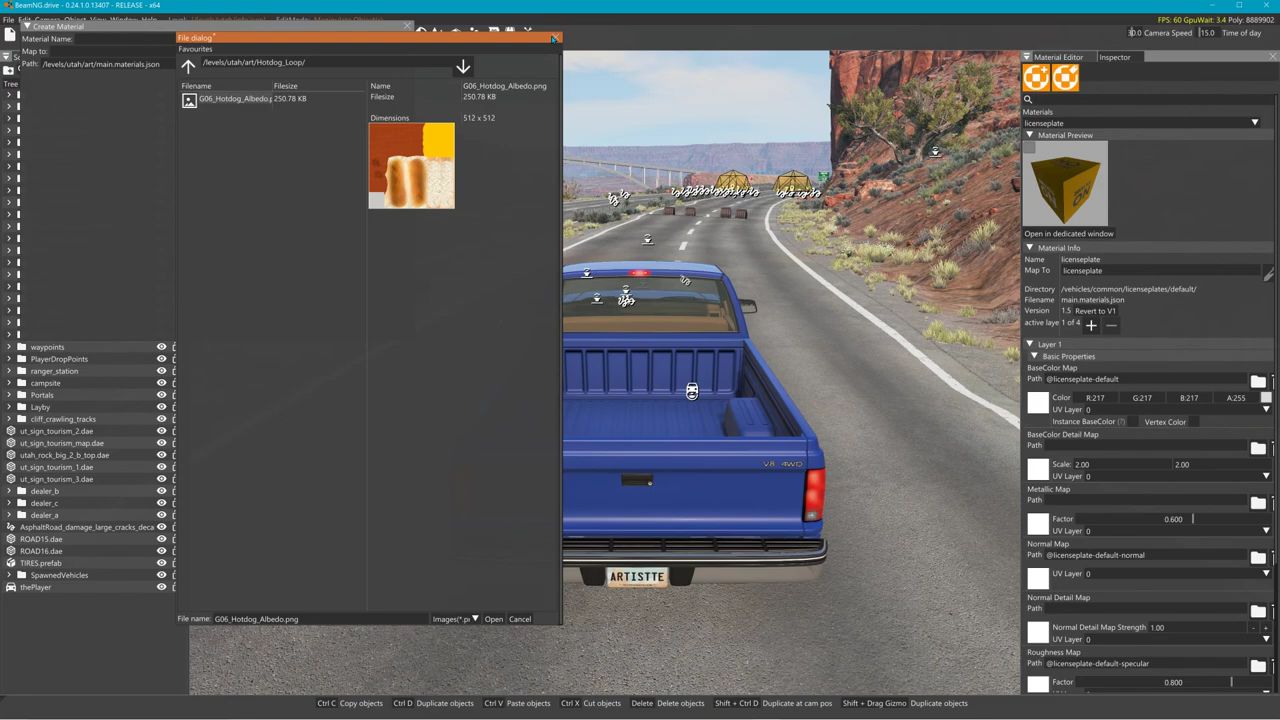 BeamNG.drive - 0.24.1.0.13407 - RELEASE - x64
FPS: 60 GpuWait: 3.4 Poly: 8889902
Create Material
Material Name:
Map to:
Path: /levels/utah/art/main.materials.json
Tree
File dialog*
Favourites
/levels/utah/art/Hotdog_Loop/
Filename
Filesize
G06_Hotdog_Albedo.p
250.78 KB
Name
G06_Hotdog_Albedo.png
Filesize
250.78 KB
Dimensions
512 x 512
File name: G06_Hotdog_Albedo.png
Images(*.p
Open
Cancel
30.0 Camera Speed
15.0 Time of day
waypoints
PlayerDropPoints
ranger_station
campsite
Portals
Layby
cliff_crawling_tracks
ut_sign_tourism_2.dae
ut_sign_tourism_map.dae
utah_rock_big_2_b_top.dae
ut_sign_tourism_1.dae
ut_sign_tourism_3.dae
dealer_b
dealer_c
dealer_a
AsphaltRoad_damage_large_cracks_deca
ROAD15.dae
ROAD16.dae
TIRES.prefab
SpawnedVehicles
thePlayer
V8 4WD
ARTISTTE
Material Editor
Inspector
Materials
licenseplate
Material Preview
Open in dedicated window
Material Info
Name licenseplate
Map To licenseplate
Directory /vehicles/common/licenseplates/default/
Filename main.materials.json
Version 1.5 Revert to V1
active laye 1 of 4
Layer 1
Basic Properties
BaseColor Map
Path @licenseplate-default
Color R:217 G:217 B:217 A:255
UV Layer 0
Instance BaseColor (?) Vertex Color
BaseColor Detail Map
Path
Scale: 2.00 2.00
UV Layer 0
Metallic Map
Path
Factor 0.600
UV Layer 0
Normal Map
Path @licenseplate-default-normal
UV Layer 0
Normal Detail Map
Path
Normal Detail Map Strength 1.00 - +
UV Layer 0
Roughness Map
Path @licenseplate-default-specular
Factor 0.800
Ctrl C Copy objects
Ctrl D Duplicate objects
Ctrl V Paste objects
Ctrl X Cut objects
Delete Delete objects
Shift + Ctrl D Duplicate at cam pos
Shift + Drag Gizmo Duplicate objects